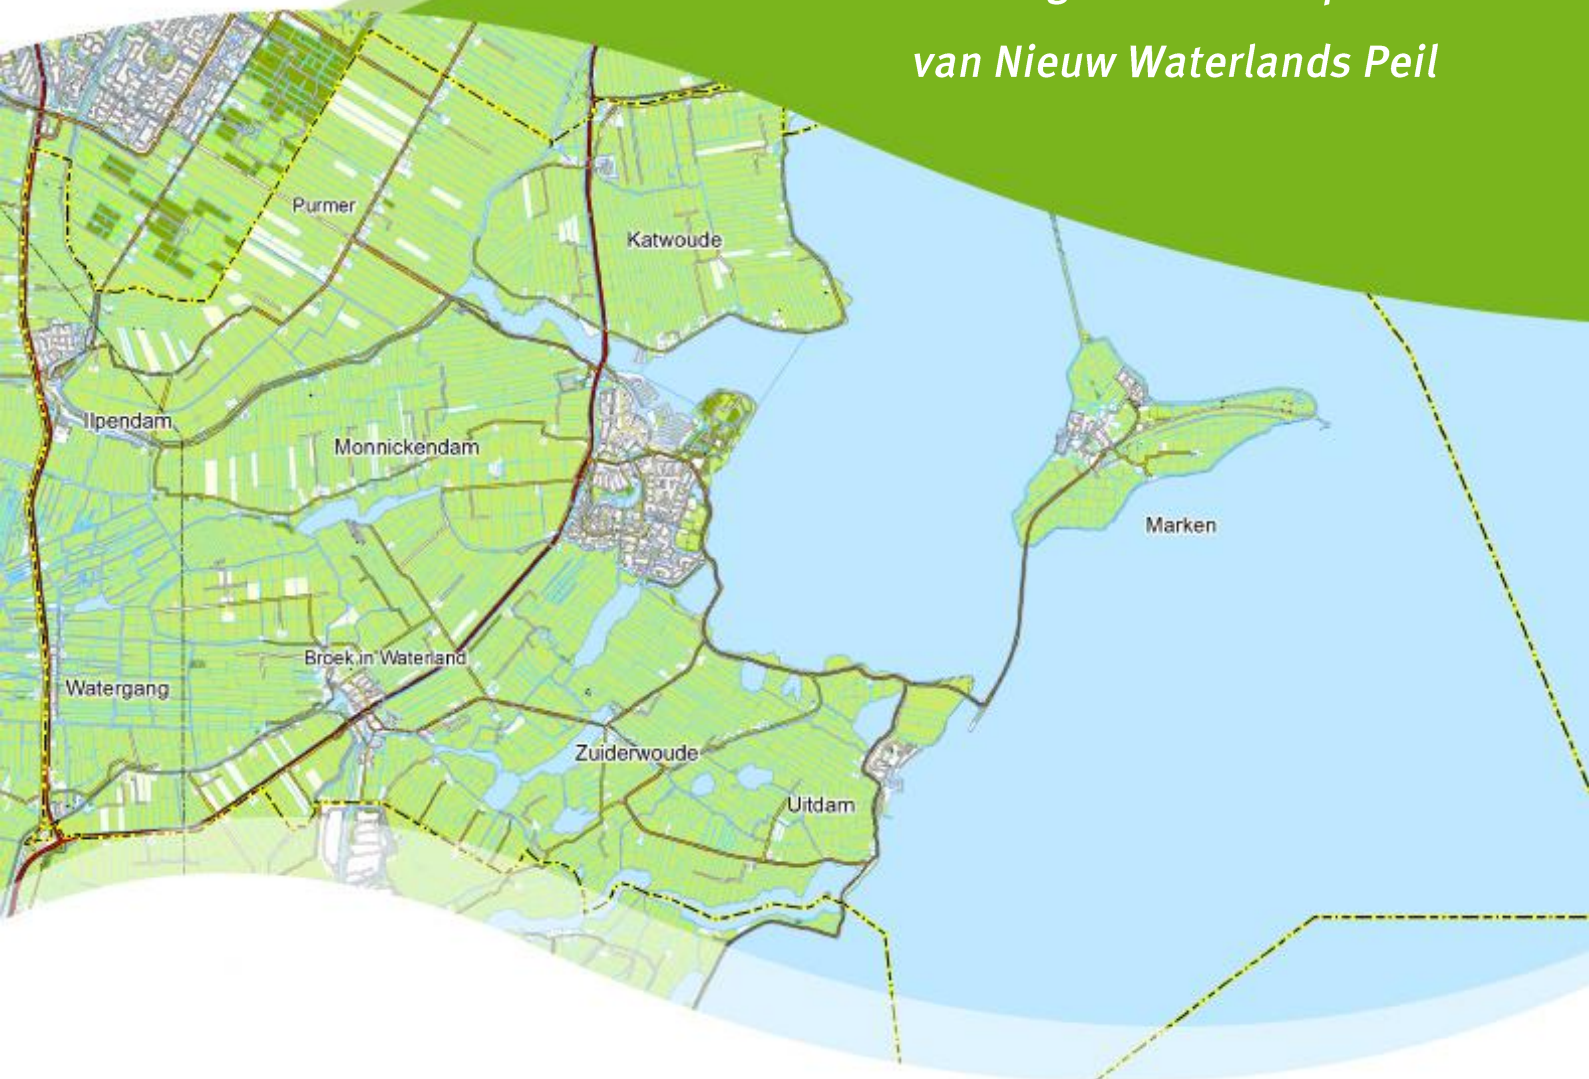 van Nieuw Waterlands Peil
Purmer
Katwoude
Ilpendam
Monnickendam
Marken
Broek in Waterland
Watergang
Zuiderwoude
Uitdam